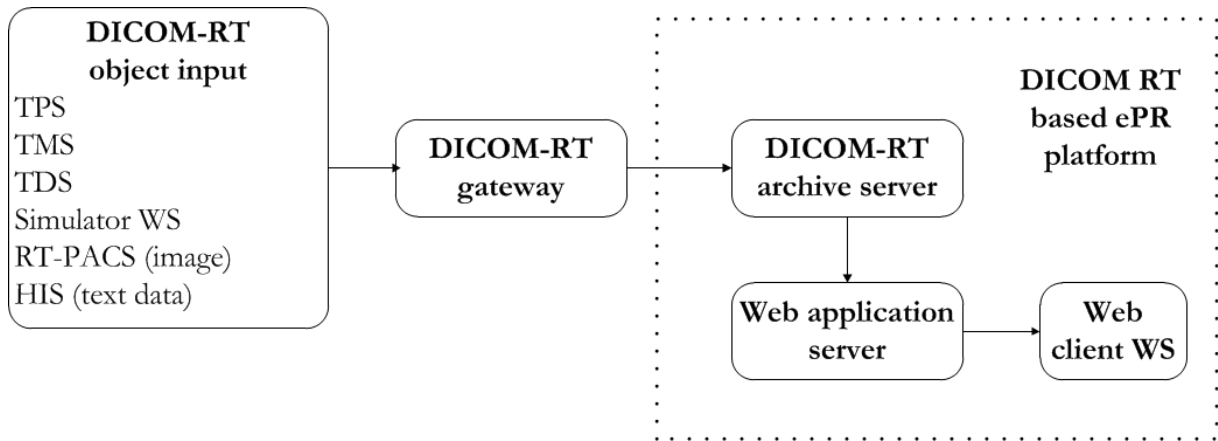 DICOM-RT
object input
TPS
TMS
TDS
Simulator WS
RT-PACS (image)
HIS (text data)
DICOM-RT
gateway
DICOM-RT
archive server
DICOM RT
based ePR
platform
Web application
server
Web
client WS